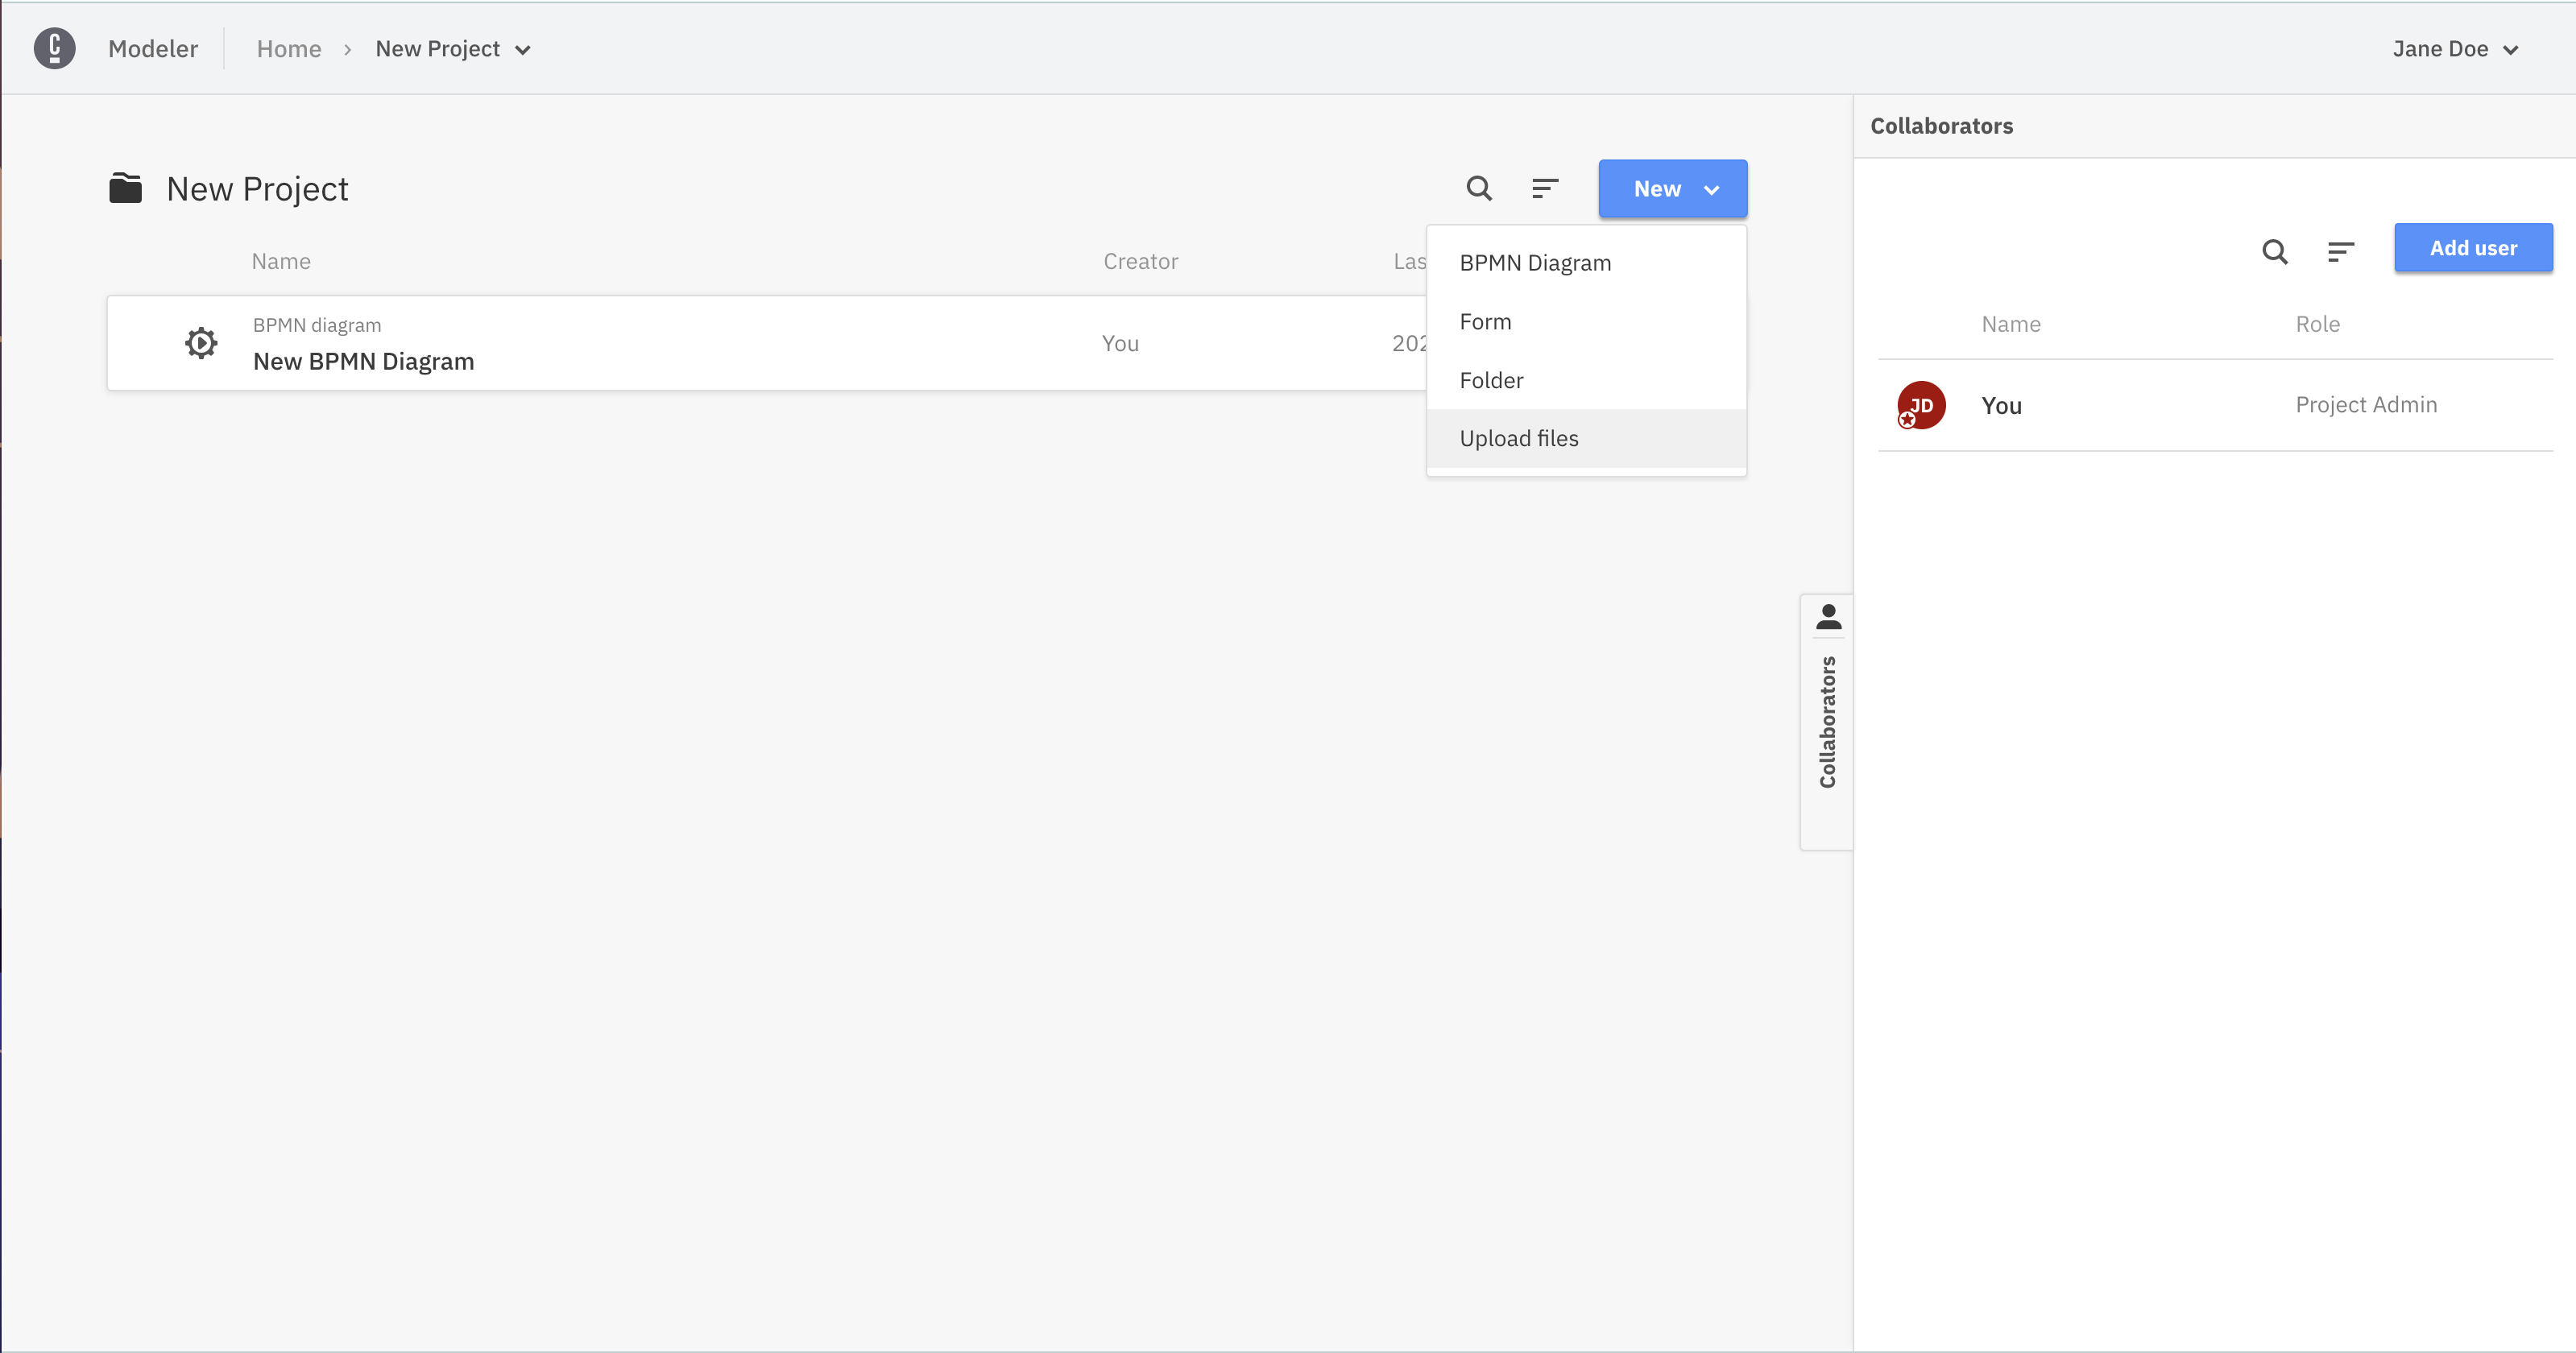 Modeler
Home
New Project
Jane Doe
New Project
New
Name
Creator
Las
BPMN diagram
New BPMN Diagram
You
202
BPMN Diagram
Form
Folder
Upload files
Collaborators
Collaborators
Add user
Name
Role
JD
You
Project Admin